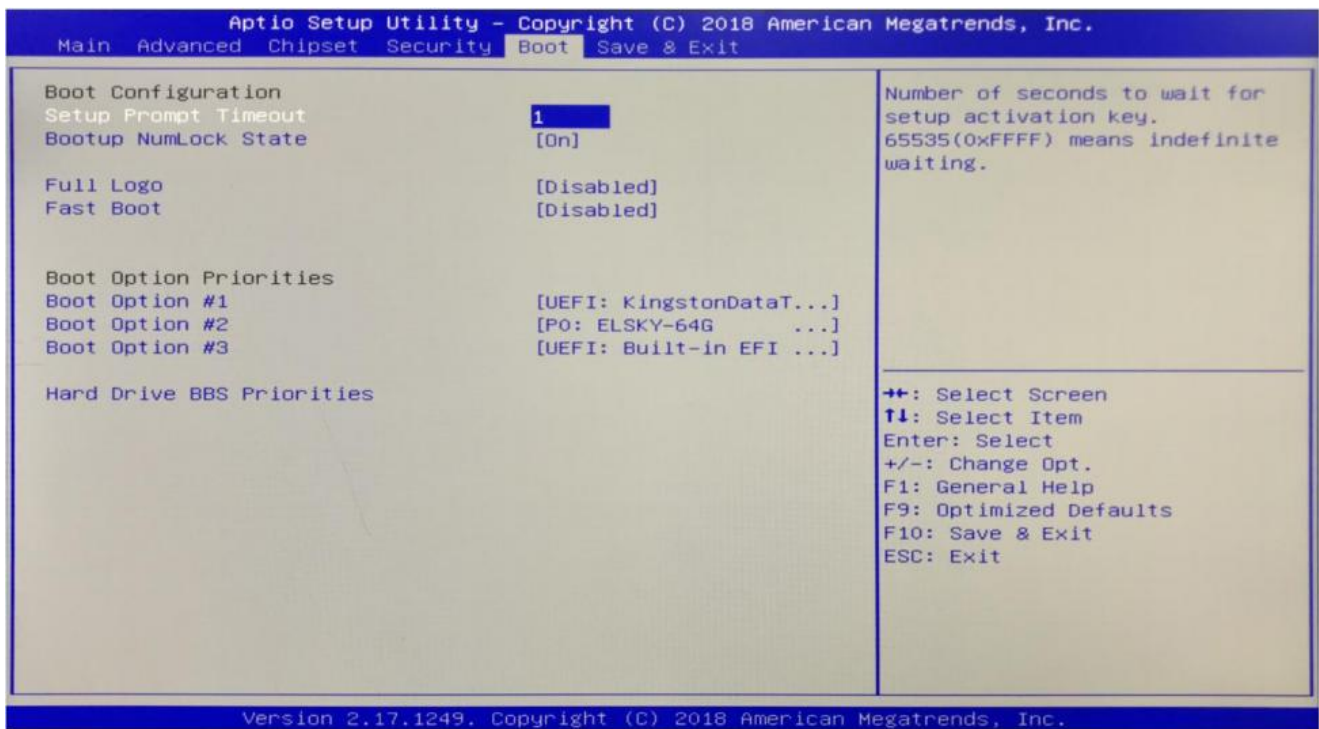 Aptio Setup Utility – Copyright (C) 2018 American Megatrends, Inc.
Main Advanced Chipset Security Boot Save & Exit
Boot Configuration
Setup Prompt Timeout 1
Bootup NumLock State [On]
Full Logo [Disabled]
Fast Boot [Disabled]
Boot Option Priorities
Boot Option #1 [UEFI: KingstonDataT...]
Boot Option #2 [PO: ELSKY-64G ...]
Boot Option #3 [UEFI: Built-in EFI ...]
Hard Drive BBS Priorities
Number of seconds to wait for
setup activation key.
65535(0xFFFF) means indefinite
waiting.
→←: Select Screen
↑↓: Select Item
Enter: Select
+/-: Change Opt.
F1: General Help
F9: Optimized Defaults
F10: Save & Exit
ESC: Exit
Version 2.17.1249. Copyright (C) 2018 American Megatrends, Inc.